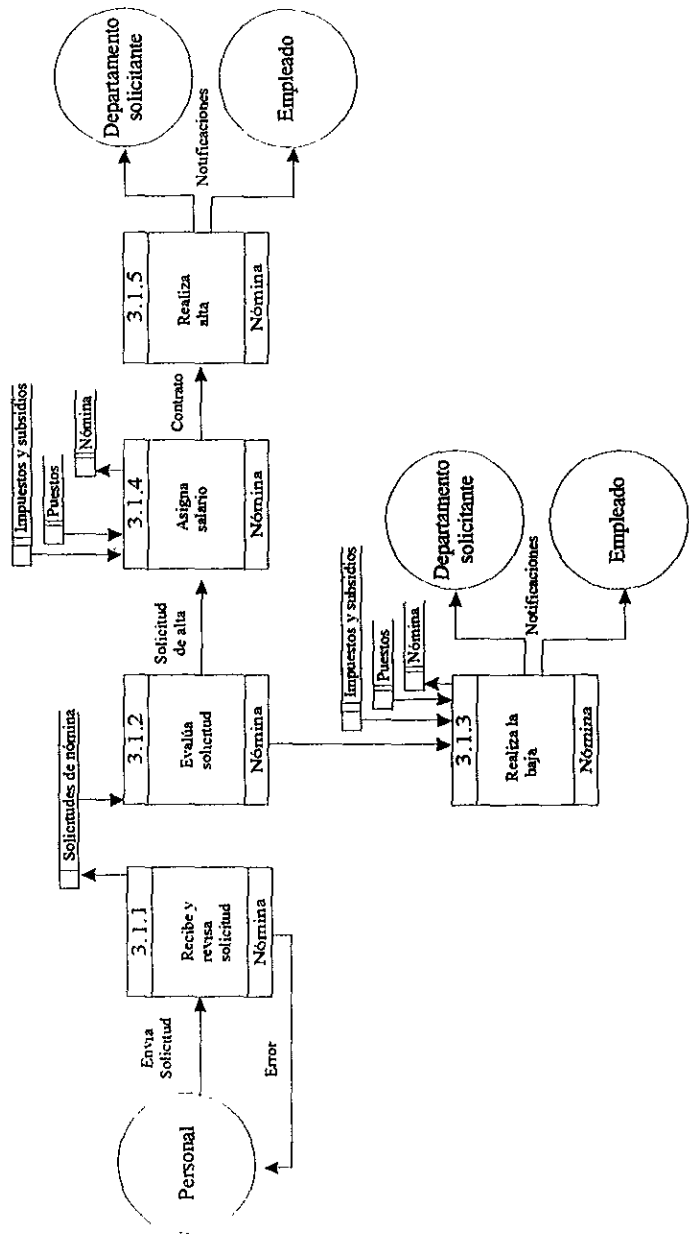 Personal
Envia
Solicitud
Error
3.1.1
Recibe y
revisa
solicitud
Nómina
Solicitudes de nómina
3.1.2
Evalúa
solicitud
Nómina
Solicitud
de alta
Impuestos y subsidios
Puestos
Nómina
3.1.4
Asigna
salario
Nómina
Contrato
3.1.5
Realiza
alta
Nómina
Notificaciones
Departamento
solicitante
Empleado
Impuestos y subsidios
Puestos
Nómina
3.1.3
Realiza la
baja
Nómina
Notificaciones
Departamento
solicitante
Empleado